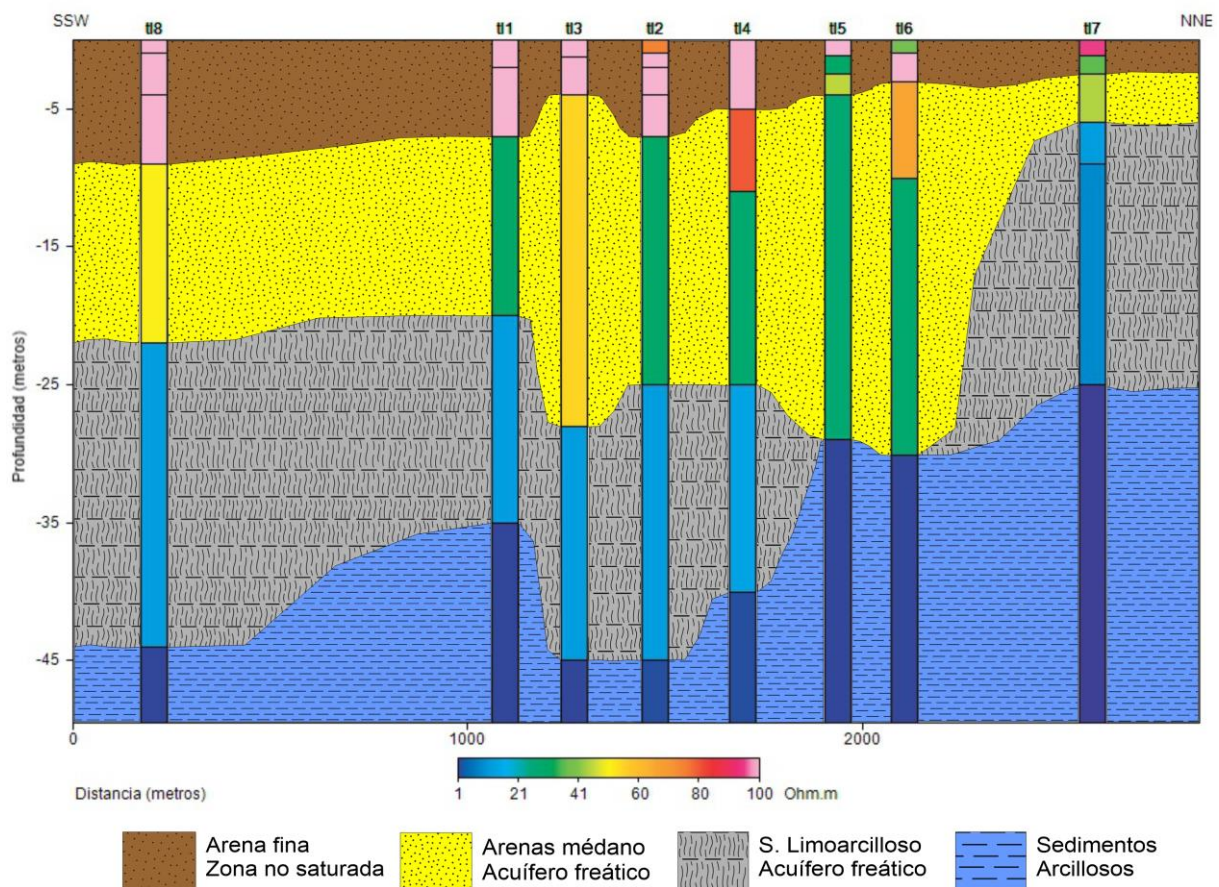 SSW
NNE
tl8
tl1
tl3
tl2
tl4
tl5
tl6
tl7
-5
-15
-25
-35
-45
Profundidad (metros)
0
1000
2000
Distancia (metros)
1
21
41
60
80
100
Ohm.m
Arena fina
Zona no saturada
Arenas médano
Acuífero freático
S. Limoarcilloso
Acuífero freático
Sedimentos
Arcillosos